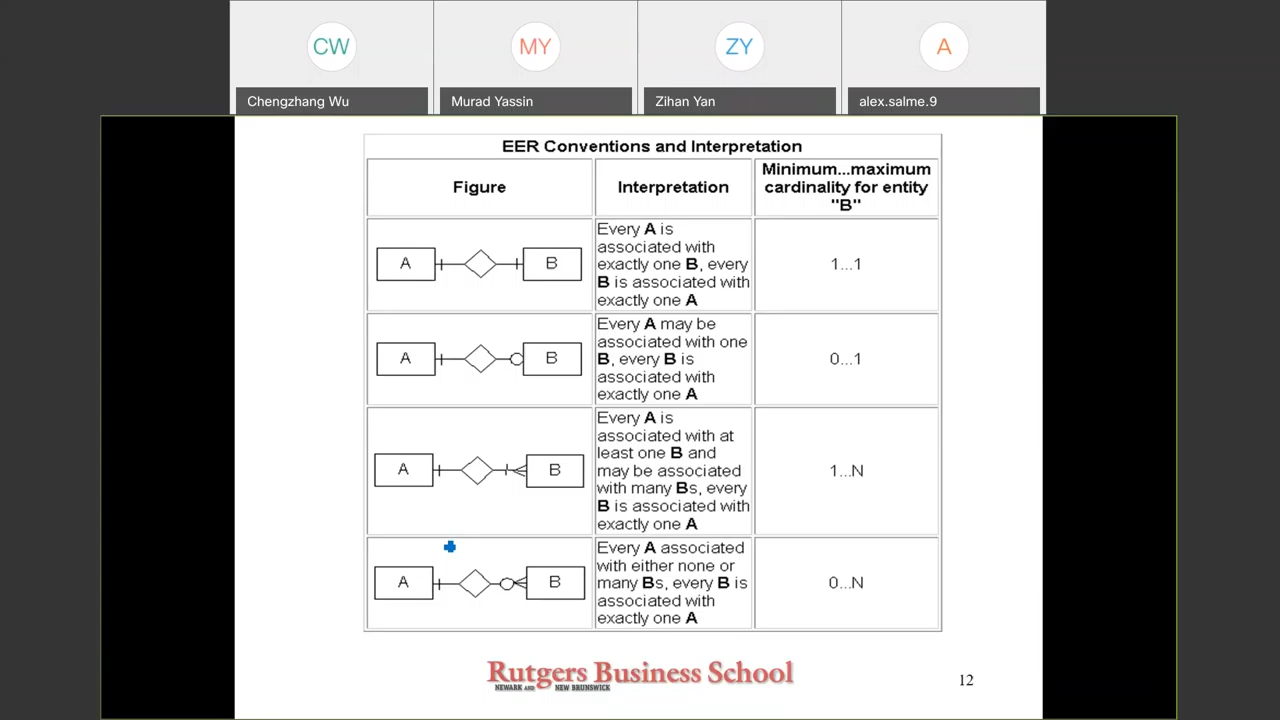 CW
MY
ZY
A
Chengzhang Wu
Murad Yassin
Zihan Yan
alex.salme.9
EER Conventions and Interpretation
Figure
Interpretation
Minimum...maximum
cardinality for entity
"B"
A
B
Every A is
associated with
exactly one B, every
B is associated with
exactly one A
1...1
A
B
Every A may be
associated with one
B, every B is
associated with
exactly one A
0...1
A
B
Every A is
associated with at
least one B and
may be associated
with many Bs, every
B is associated with
exactly one A
1...N
A
B
Every A associated
with either none or
many Bs, every B is
associated with
exactly one A
0...N
Rutgers Business School
NEWARK AND NEW BRUNSWICK
12